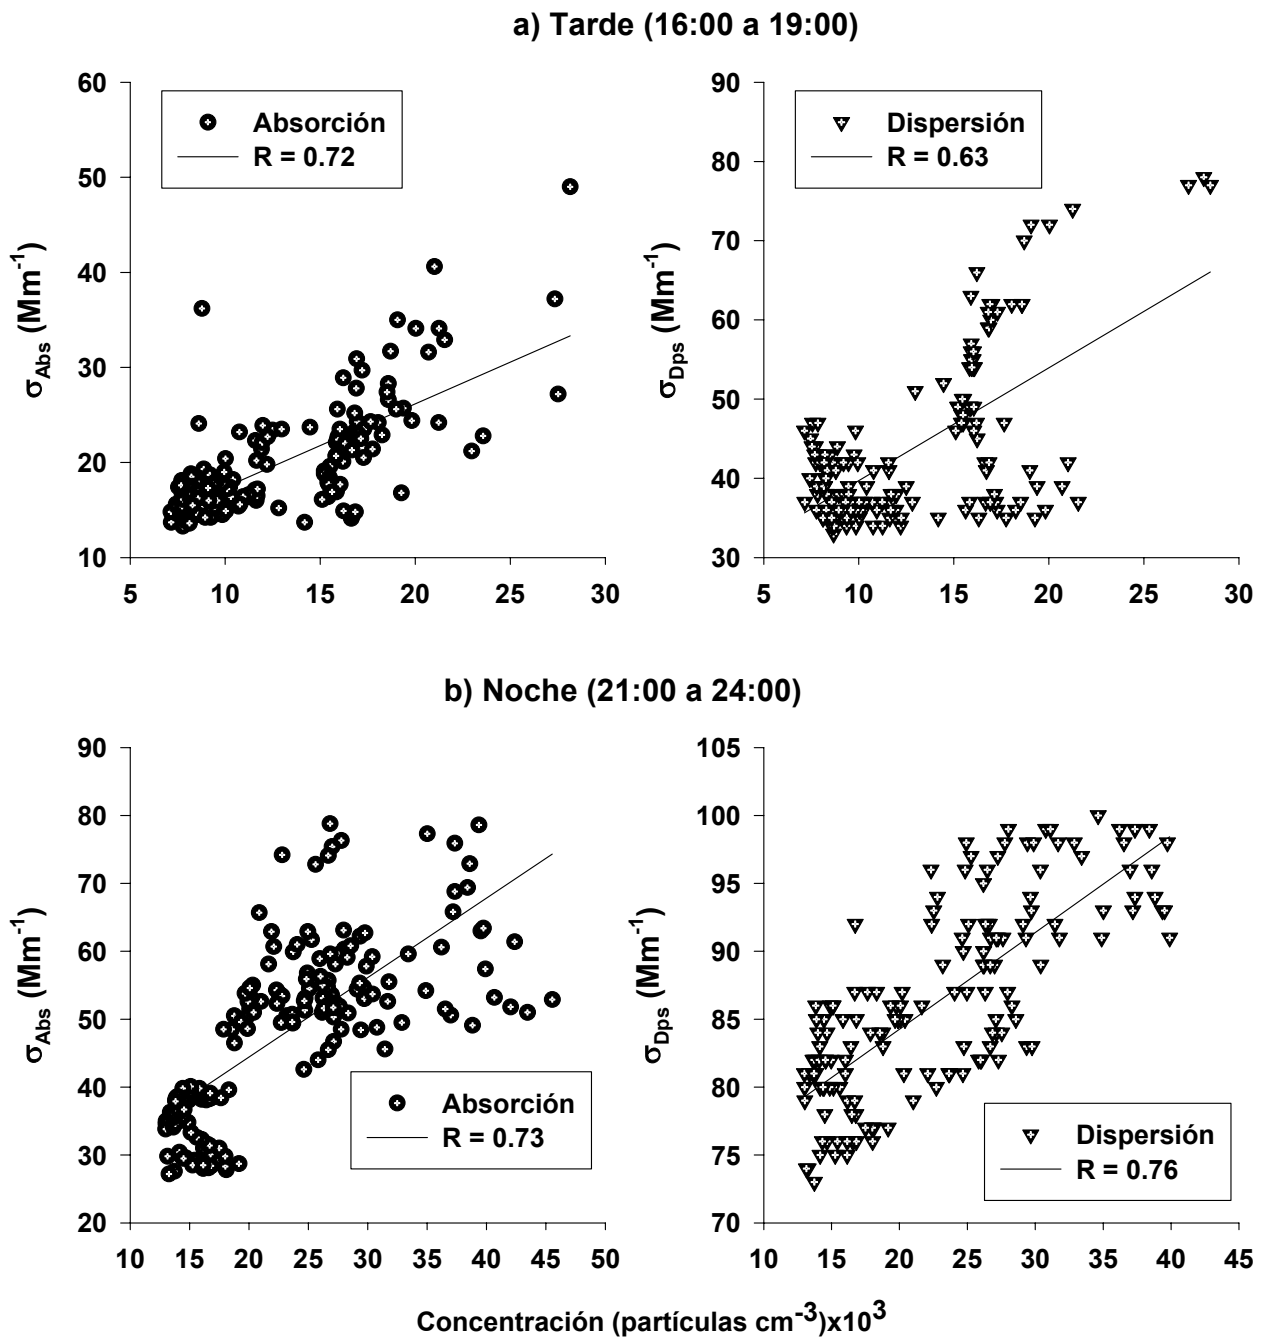 a) Tarde (16:00 a 19:00)
60
50
40
30
20
10
σAbs (Mm-1)
Absorción
R = 0.72
5 10 15 20 25 30
90
80
70
60
50
40
30
σDps (Mm-1)
Dispersión
R = 0.63
5 10 15 20 25 30
b) Noche (21:00 a 24:00)
90
80
70
60
50
40
30
20
σAbs (Mm-1)
Absorción
R = 0.73
10 15 20 25 30 35 40 45 50
105
100
95
90
85
80
75
70
σDps (Mm-1)
Dispersión
R = 0.76
10 15 20 25 30 35 40 45
Concentración (partículas cm-3)x103